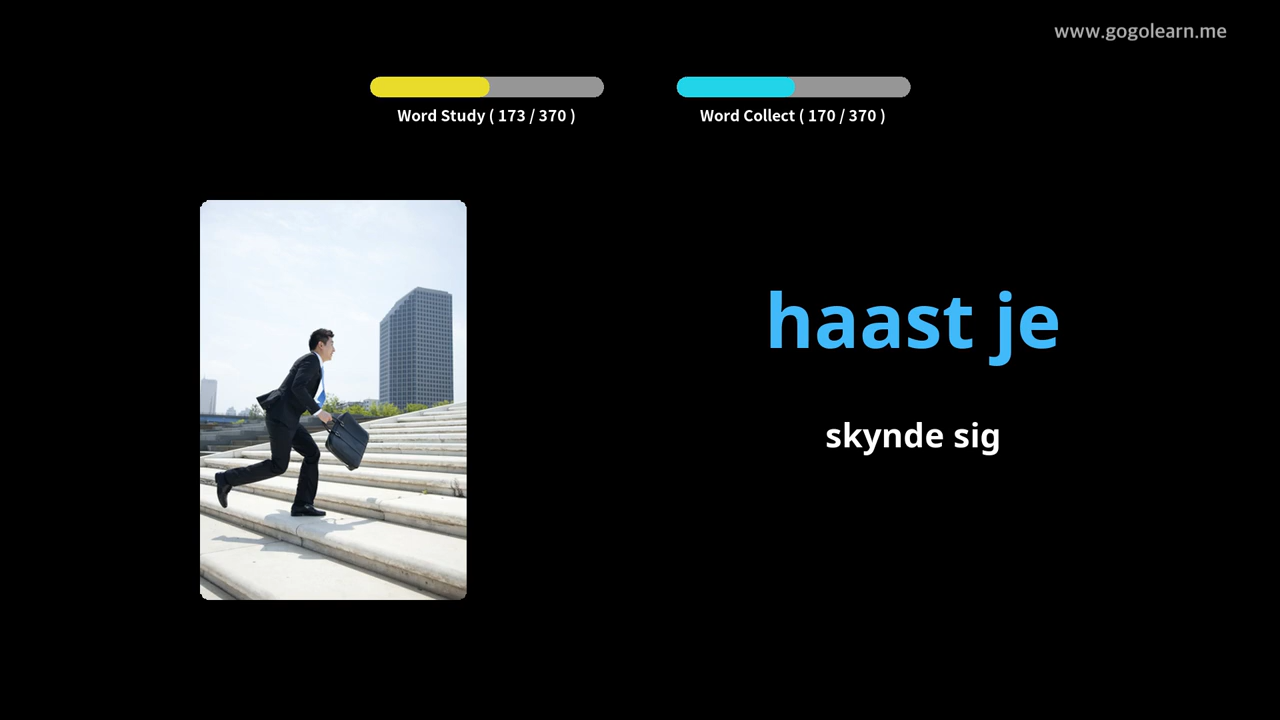 www.gogolearn.me
Word Study ( 173 / 370 )
Word Collect ( 170 / 370 )
haast je
skynde sig